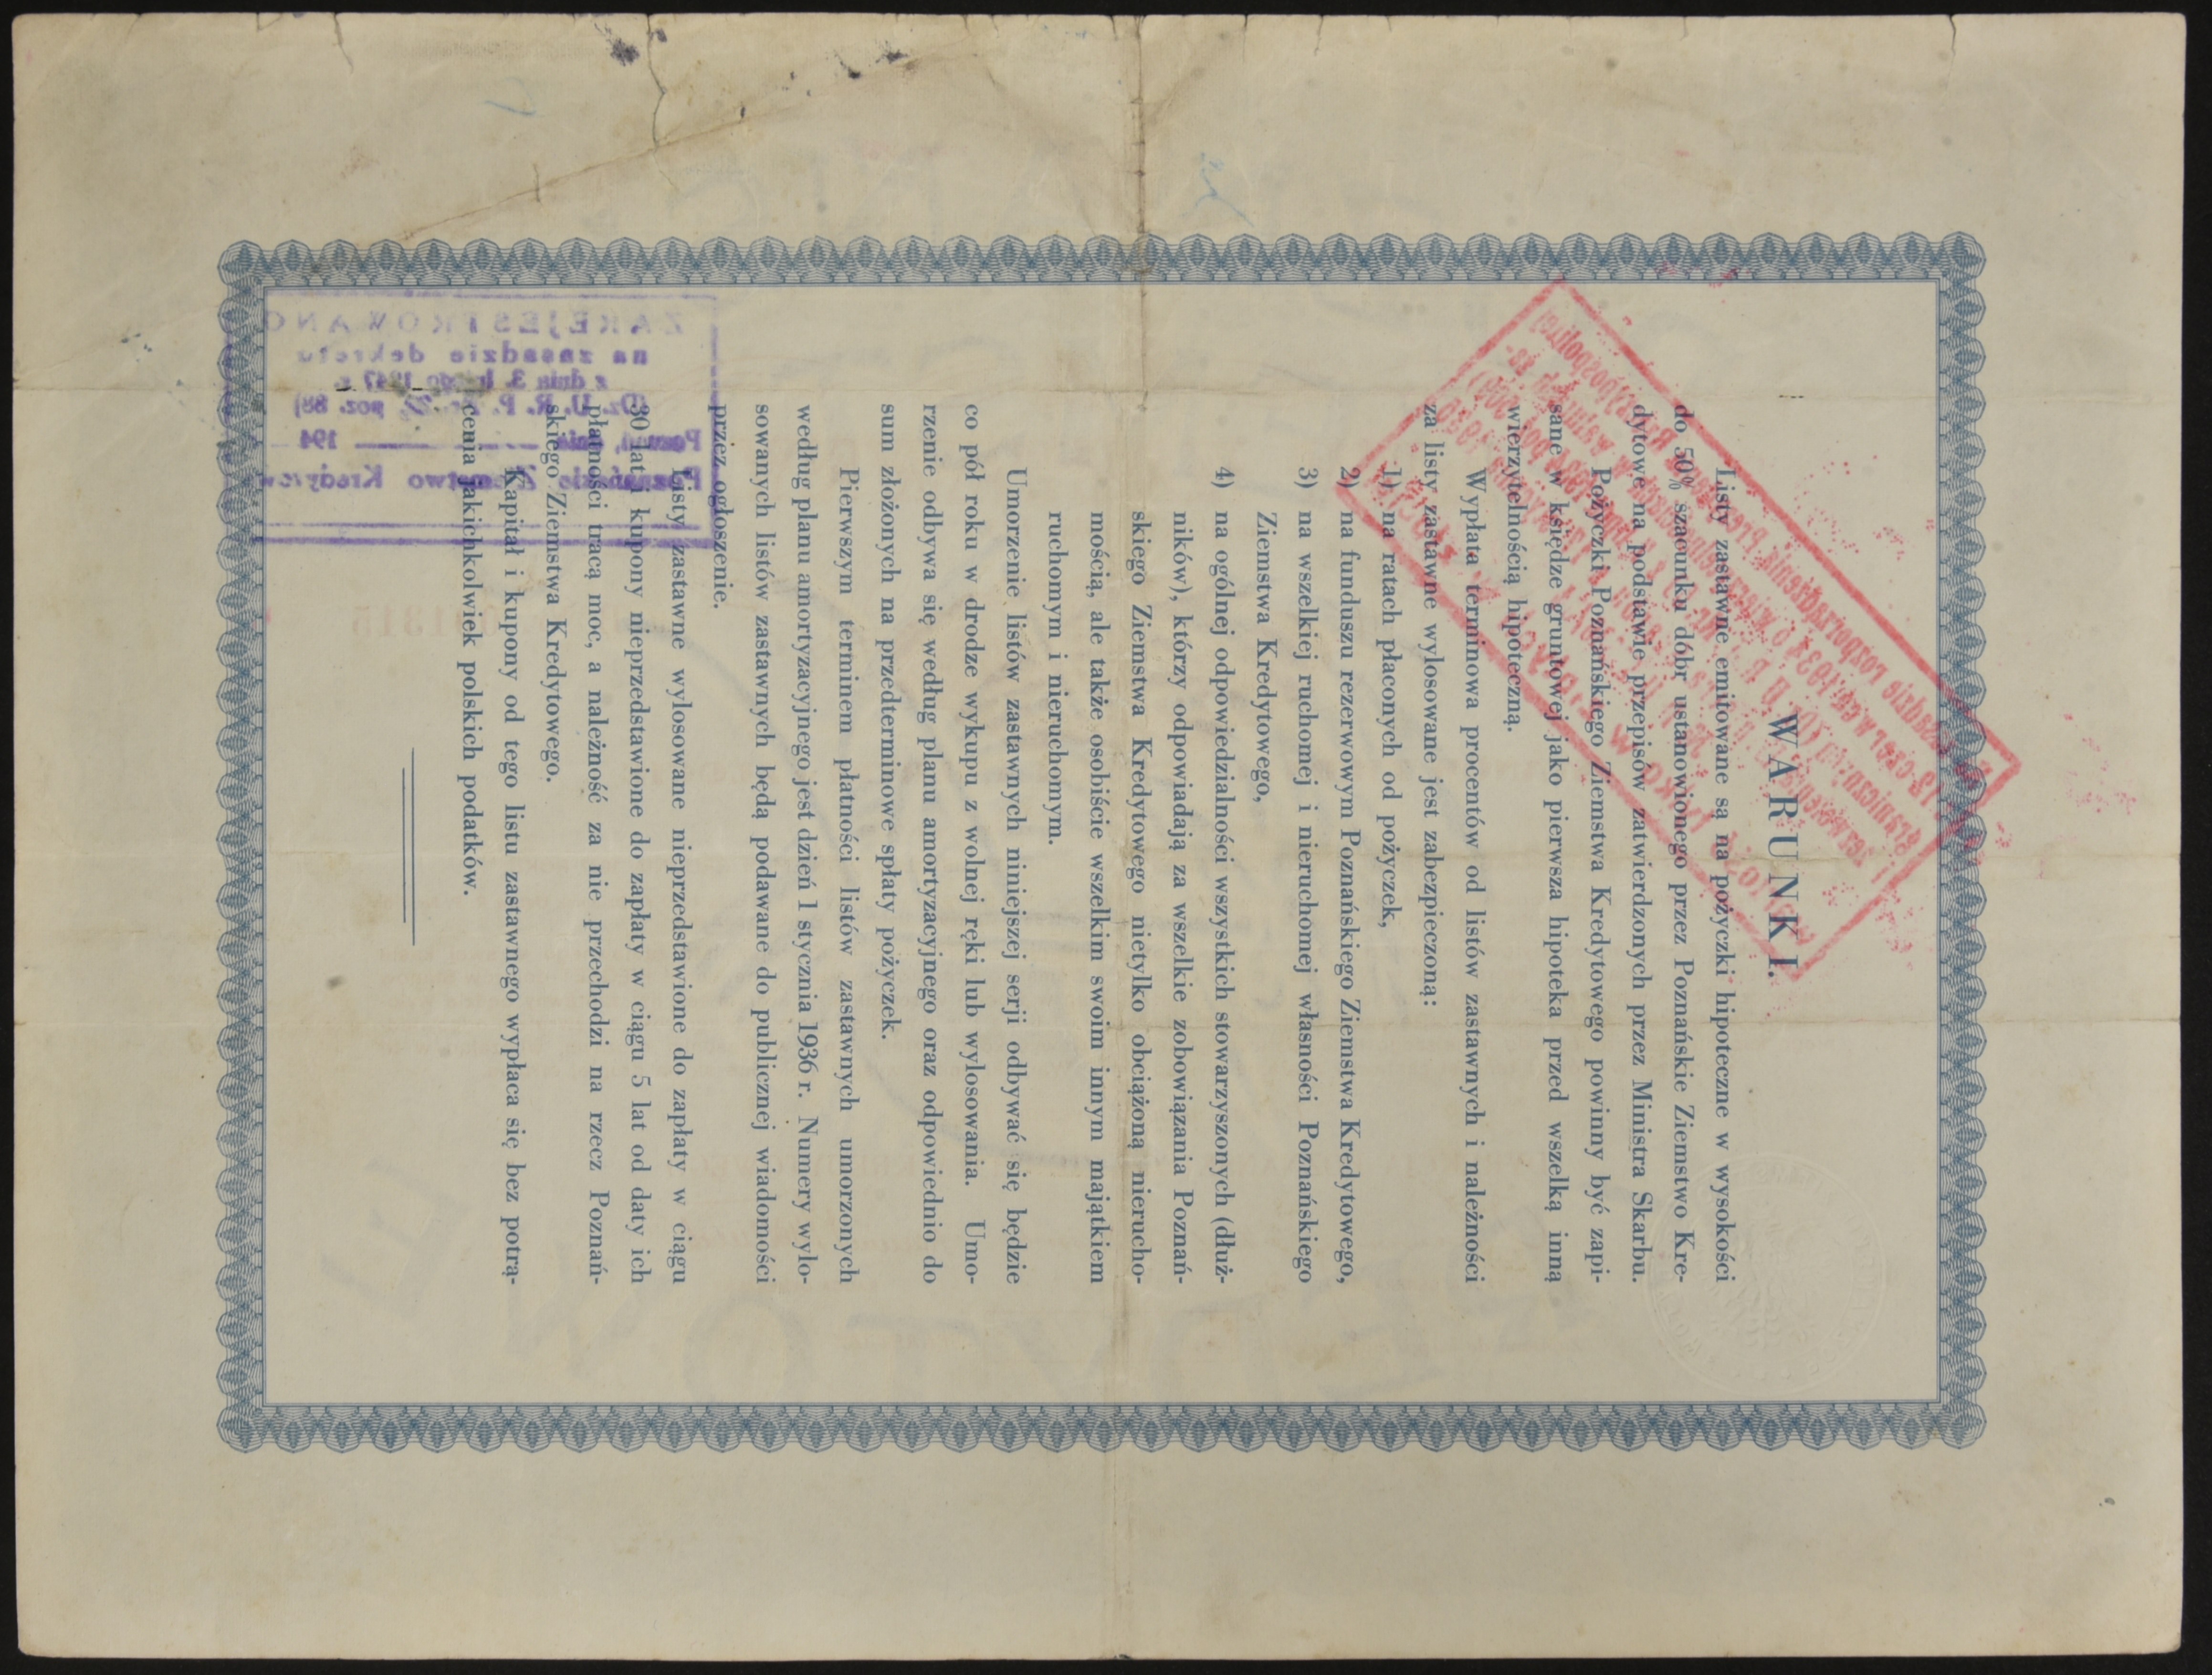 WARUNKI.
Listy zastawne emitowane są na pożyczki hipoteczne w wysokości
do 50% szacunku dóbr ustanowionego przez Poznańskie Ziemstwo Kre-
dytowe na podstawie przepisów zatwierdzonych przez Ministra Skarbu.
Pożyczki Poznańskiego Ziemstwa Kredytowego powinny być zapi-
sane w księdze gruntowej jako pierwsza hipoteka przed wszelką inną
wierzytelnością hipoteczną.
Wypłata terminowa procentów od listów zastawnych i należności
za listy zastawne wylosowane jest zabezpieczoną:
1) na ratach płaconych od pożyczek,
2) na funduszu rezerwowym Poznańskiego Ziemstwa Kredytowego,
3) na wszelkiej ruchomej i nieruchomej własności Poznańskiego
Ziemstwa Kredytowego,
4) na ogólnej odpowiedzialności wszystkich stowarzyszonych (dłuż-
ników), którzy odpowiadają za wszelkie zobowiązania Poznań-
skiego Ziemstwa Kredytowego nietylko obciążoną nierucho-
mością, ale także osobiście wszelkim swoim innym majątkiem
ruchomym i nieruchomym.
Umorzenie listów zastawnych niniejszej serji odbywać się będzie
co pół roku w drodze wykupu z wolnej ręki lub wylosowania. Umo-
rzenie odbywa się według planu amortyzacyjnego oraz odpowiednio do
sum złożonych na przedterminowe spłaty pożyczek.
Pierwszym terminem płatności listów zastawnych umorzonych
według planu amortyzacyjnego jest dzień 1 stycznia 1936 r. Numery wylo-
sowanych listów zastawnych będą podawane do publicznej wiadomości
przez ogłoszenie.
Listy zastawne wylosowane nieprzedstawione do zapłaty w ciągu
30 lat i kupony nieprzedstawione do zapłaty w ciągu 5 lat od daty ich
płatności tracą moc, a należność za nie przechodzi na rzecz Poznań-
skiego Ziemstwa Kredytowego.
Kapitał i kupony od tego listu zastawnego wypłaca się bez potrą-
cenia jakichkolwiek polskich podatków.
ZAREJESTROWANO
na zasadzie dekretu
z dnia 3. lutego 1947 r.
(Dz. U. R. P. Nr. 22, poz. 88)
Poznań, dnia 194
Poznańskie Ziemstwo Kredytowe